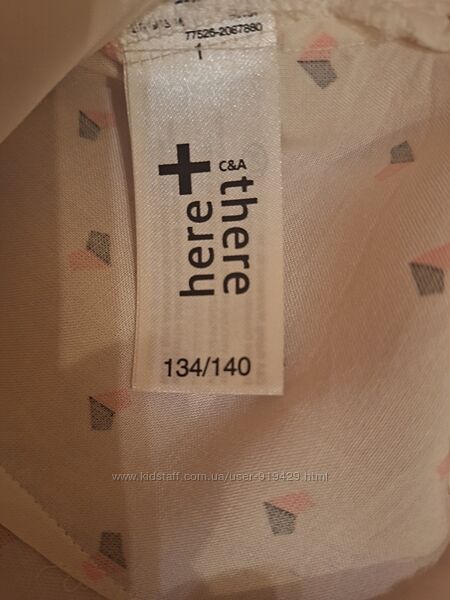 77526-2067880
1
C&A
here + there
134/140
www.kidstaff.com.ua/user-919429.html